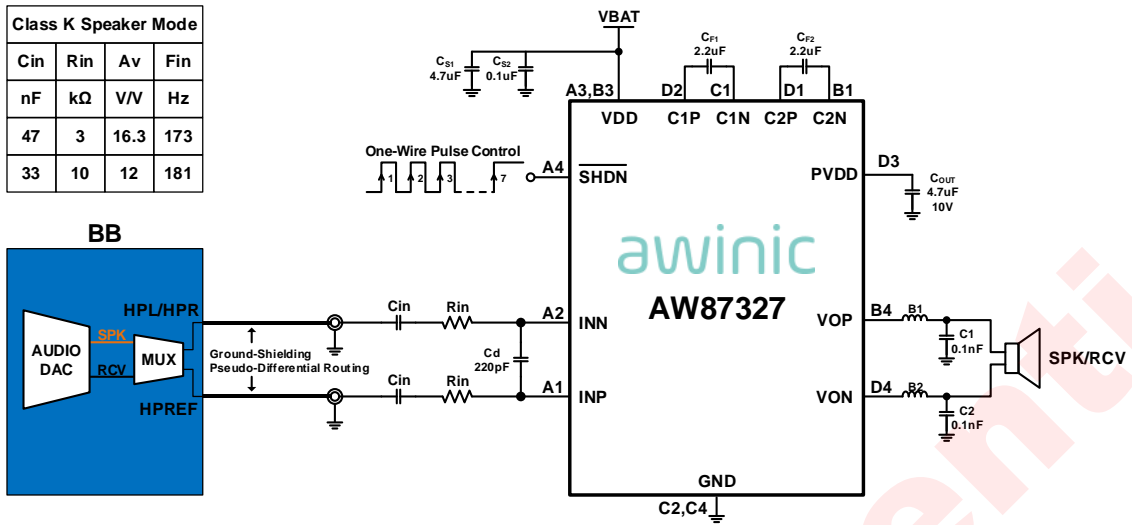 Class K Speaker Mode
Cin Rin Av Fin
nF kΩ V/V Hz
47 3 16.3 173
33 10 12 181
VBAT
CS1
4.7uF
CS2
0.1uF
CF1
2.2uF
CF2
2.2uF
A3,B3
D2
C1
D1
B1
VDD
C1P
C1N
C2P
C2N
One-Wire Pulse Control
1 2 3 7
A4
SHDN
PVDD
D3
COUT
4.7uF
10V
awinic
AW87327
BB
HPL/HPR
AUDIO
DAC
SPK
RCV
MUX
HPREF
Ground-Shielding
Pseudo-Differential Routing
Cin
Rin
A2
INN
Cd
220pF
Cin
Rin
A1
INP
VOP
B4
B1
C1
0.1nF
SPK/RCV
VON
D4
B2
C2
0.1nF
GND
C2,C4